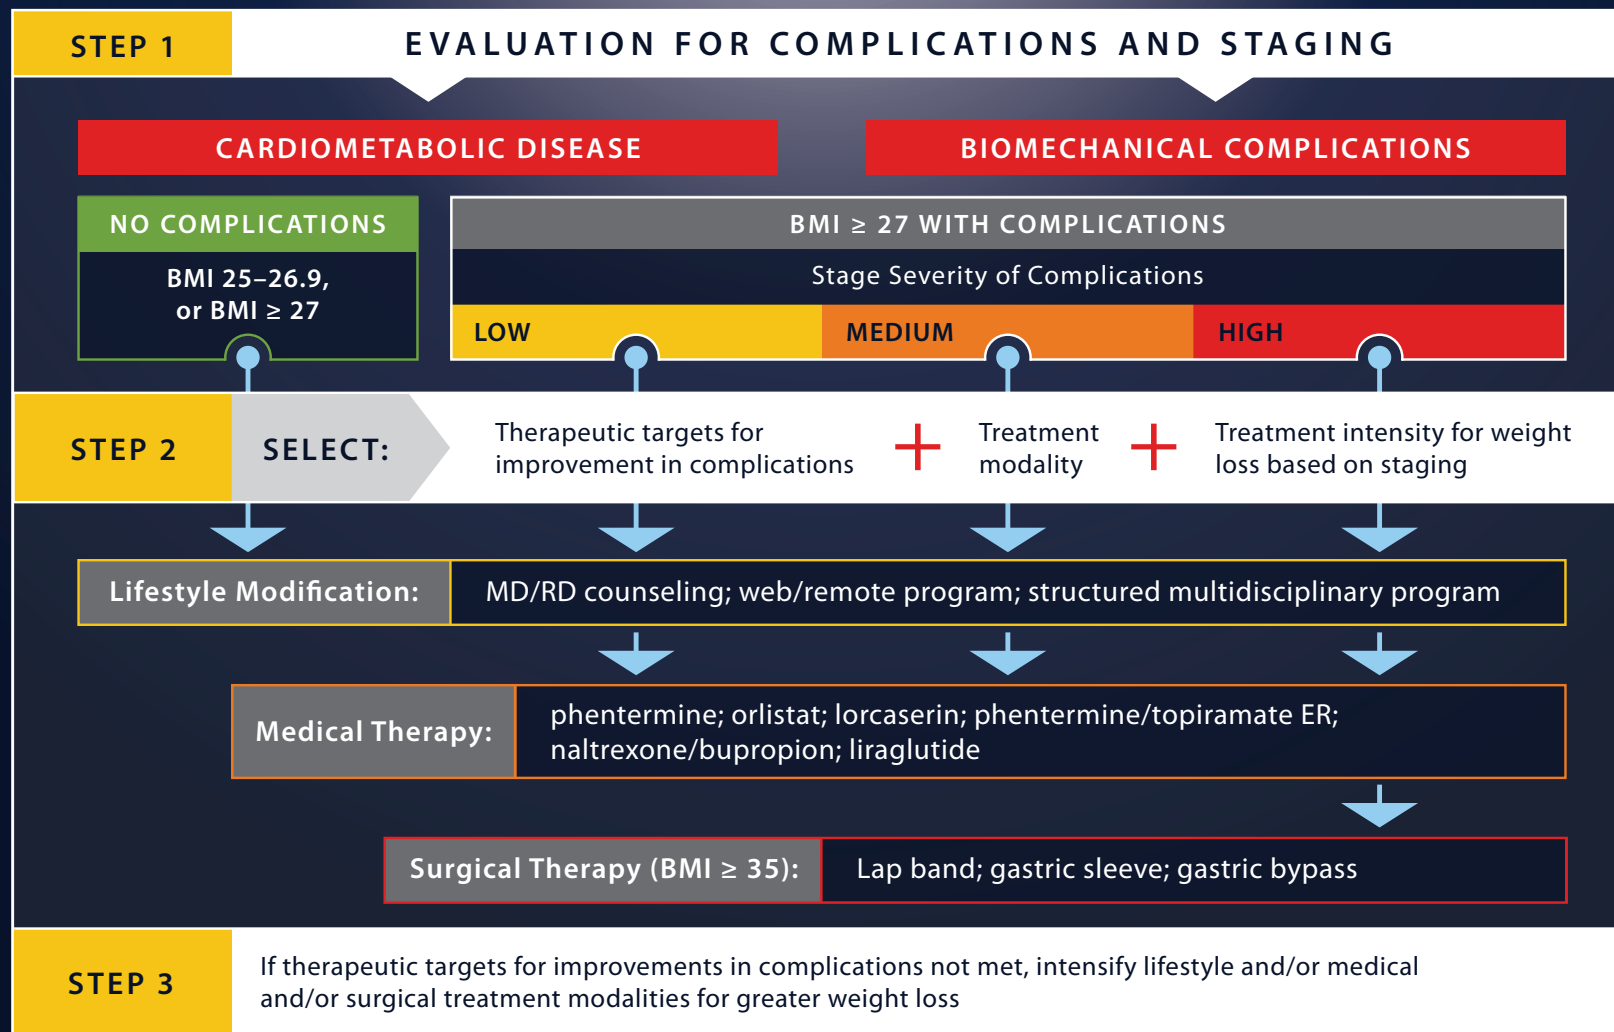 STEP 1
EVALUATION FOR COMPLICATIONS AND STAGING
CARDIOMETABOLIC DISEASE
BIOMECHANICAL COMPLICATIONS
NO COMPLICATIONS
BMI 25–26.9,
or BMI ≥ 27
BMI ≥ 27 WITH COMPLICATIONS
Stage Severity of Complications
LOW
MEDIUM
HIGH
STEP 2
SELECT:
Therapeutic targets for
improvement in complications
+
Treatment
modality
+
Treatment intensity for weight
loss based on staging
Lifestyle Modification:
MD/RD counseling; web/remote program; structured multidisciplinary program
Medical Therapy:
phentermine; orlistat; lorcaserin; phentermine/topiramate ER;
naltrexone/bupropion; liraglutide
Surgical Therapy (BMI ≥ 35):
Lap band; gastric sleeve; gastric bypass
STEP 3
If therapeutic targets for improvements in complications not met, intensify lifestyle and/or medical
and/or surgical treatment modalities for greater weight loss